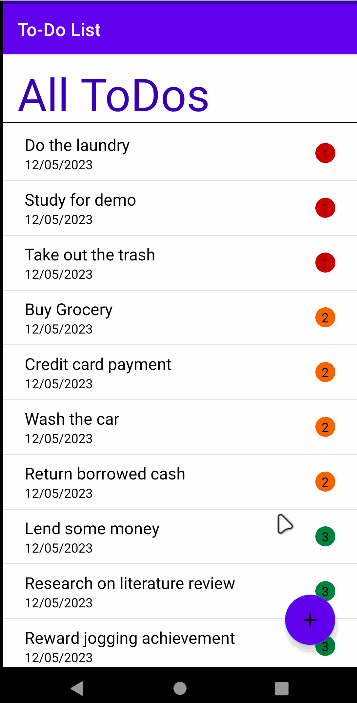 To-Do List
All ToDos
Do the laundry
12/05/2023
1
Study for demo
12/05/2023
1
Take out the trash
12/05/2023
1
Buy Grocery
12/05/2023
2
Credit card payment
12/05/2023
2
Wash the car
12/05/2023
2
Return borrowed cash
12/05/2023
2
Lend some money
12/05/2023
3
Research on literature review
12/05/2023
3
Reward jogging achievement
12/05/2023
3
+